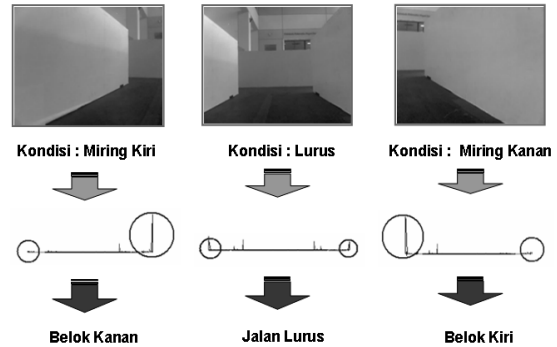 Kondisi : Miring Kiri
Kondisi : Lurus
Kondisi : Miring Kanan
Belok Kanan
Jalan Lurus
Belok Kiri